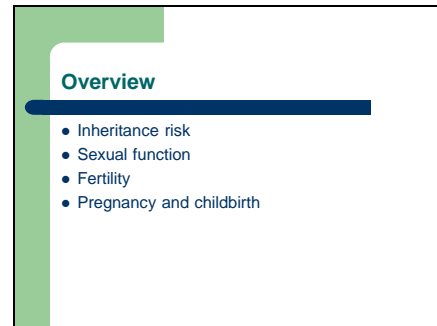 Overview
● Inheritance risk
● Sexual function
● Fertility
● Pregnancy and childbirth